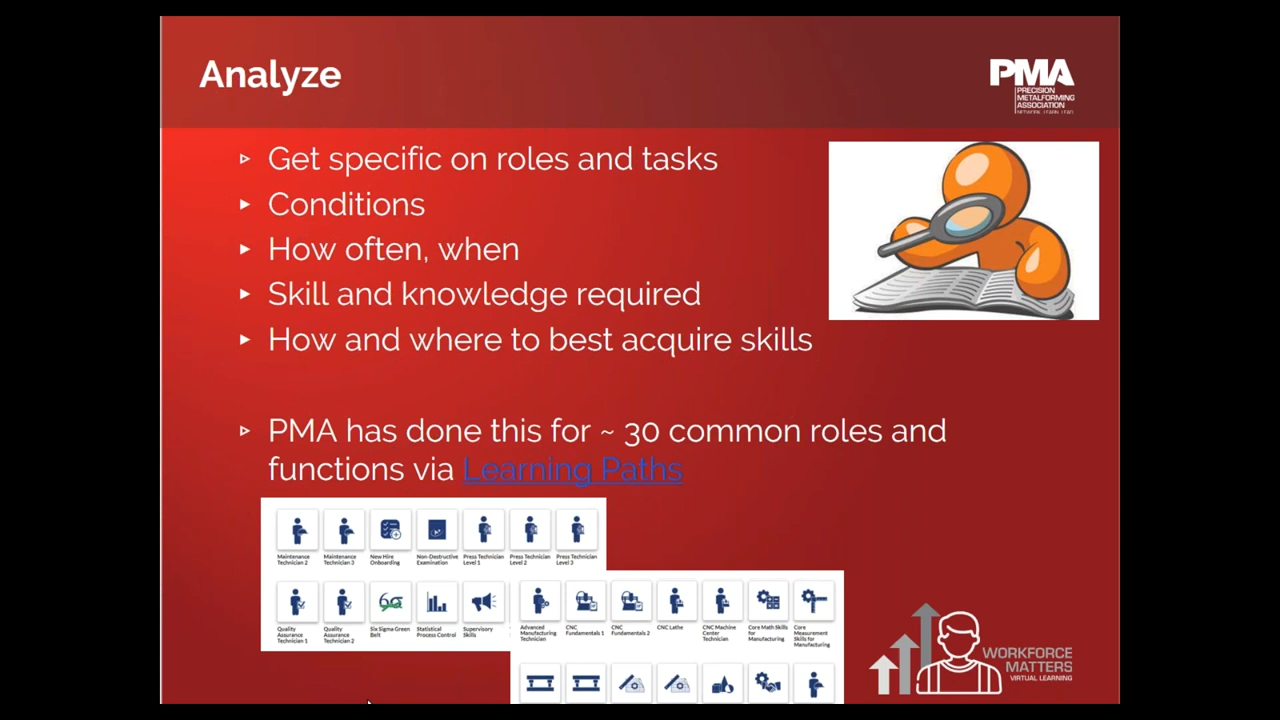 Analyze
PMA
PRECISION
METALFORMING
ASSOCIATION
NETWORK. LEARN. LEAD.
Get specific on roles and tasks
Conditions
How often, when
Skill and knowledge required
How and where to best acquire skills
PMA has done this for ~ 30 common roles and
functions via Learning Paths
Maintenance
Technician 2
Maintenance
Technician 3
New Hire
Onboarding
Non-Destructive
Examination
Press Technician
Level 1
Press Technician
Level 2
Press Technician
Level 3
Quality
Assurance
Technician 1
Quality
Assurance
Technician 2
6σ
Six Sigma Green
Belt
Statistical
Process Control
Supervisory
Skills
Advanced
Manufacturing
Technician
CNC
Fundamentals 1
CNC
Fundamentals 2
CNC Lathe
CNC Machine
Center
Technician
Core Math Skills
for
Manufacturing
Core
Measurement
Skills for
Manufacturing
WORKFORCE
MATTERS
VIRTUAL LEARNING